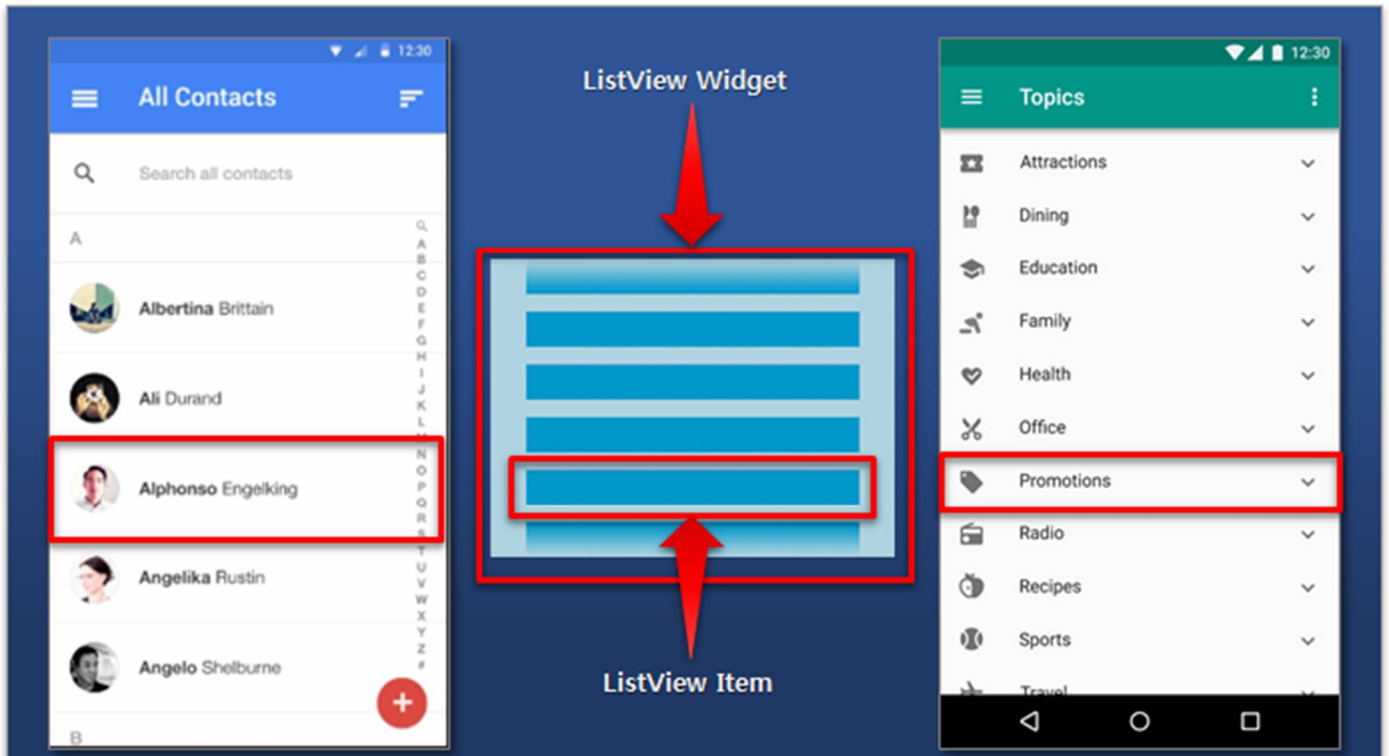 12:30
All Contacts
Search all contacts
A
Albertina Brittain
Ali Durand
Alphonso Engelking
Angelika Rustin
Angelo Shelburne
B
A
B
C
D
E
F
G
H
I
J
K
L
M
N
O
P
Q
R
S
T
U
V
W
X
Y
Z
#
ListView Widget
ListView Item
12:30
Topics
Attractions
Dining
Education
Family
Health
Office
Promotions
Radio
Recipes
Sports
Travel